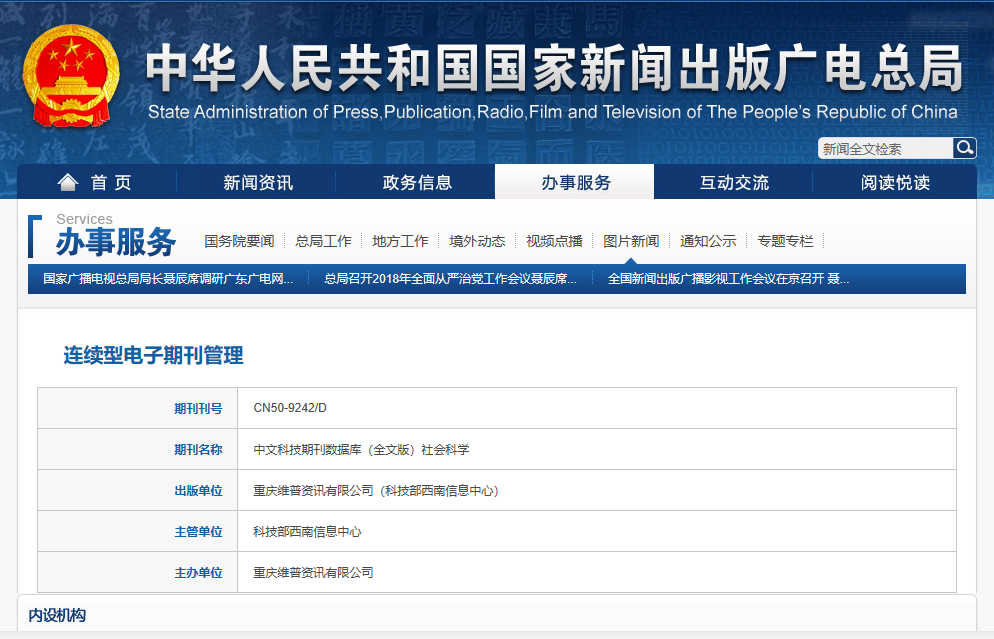 中华人民共和国国家新闻出版广电总局
State Administration of Press,Publication,Radio,Film and Television of The People's Republic of China
新闻全文检索
首 页 新闻资讯 政务信息 办事服务 互动交流 阅读悦读
Services
办事服务 国务院要闻 总局工作 地方工作 境外动态 视频点播 图片新闻 通知公示 专题专栏
国家广播电视总局局长聂辰席调研广东广电网... 总局召开2018年全面从严治党工作会议聂辰席... 全国新闻出版广播影视工作会议在京召开 聂...
连续型电子期刊管理
期刊刊号 CN50-9242/D
期刊名称 中文科技期刊数据库（全文版）社会科学
出版单位 重庆维普资讯有限公司（科技部西南信息中心）
主管单位 科技部西南信息中心
主办单位 重庆维普资讯有限公司
内设机构